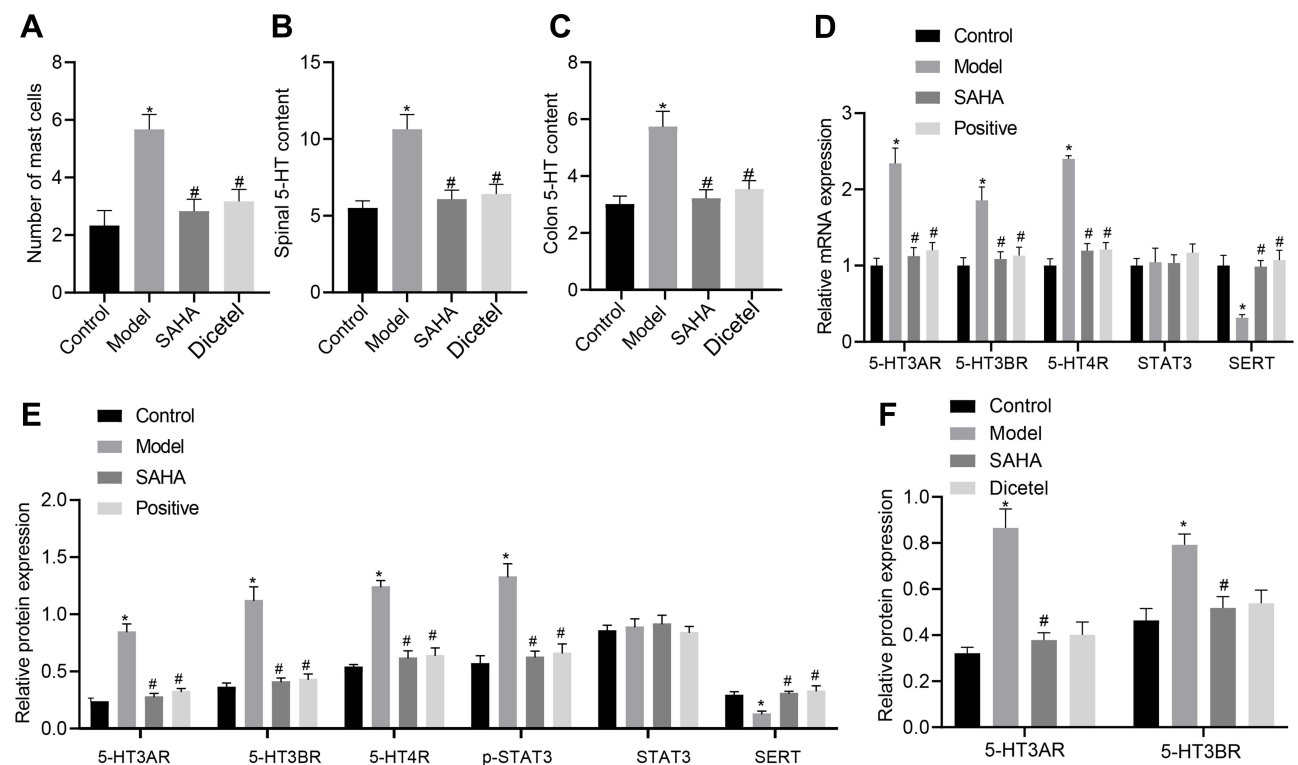 A
Number of mast cells
8
6
4
2
0
*
#
#
Control
Model
SAHA
Dicetel
B
Spinal 5-HT content
15
10
5
0
*
#
#
Control
Model
SAHA
Dicetel
C
Colon 5-HT content
8
6
4
2
0
*
#
#
Control
Model
SAHA
Dicetel
D
Control
Model
SAHA
Positive
Relative mRNA expression
3
2
1
0
*
#
#
*
#
#
*
#
#
*
#
#
5-HT3AR
5-HT3BR
5-HT4R
STAT3
SERT
E
Control
Model
SAHA
Positive
Relative protein expression
2.0
1.5
1.0
0.5
0.0
*
#
#
*
#
#
*
#
#
*
#
#
*
#
#
5-HT3AR
5-HT3BR
5-HT4R
p-STAT3
STAT3
SERT
F
Control
Model
SAHA
Dicetel
Relative protein expression
1.0
0.8
0.6
0.4
0.2
0.0
*
#
*
#
5-HT3AR
5-HT3BR